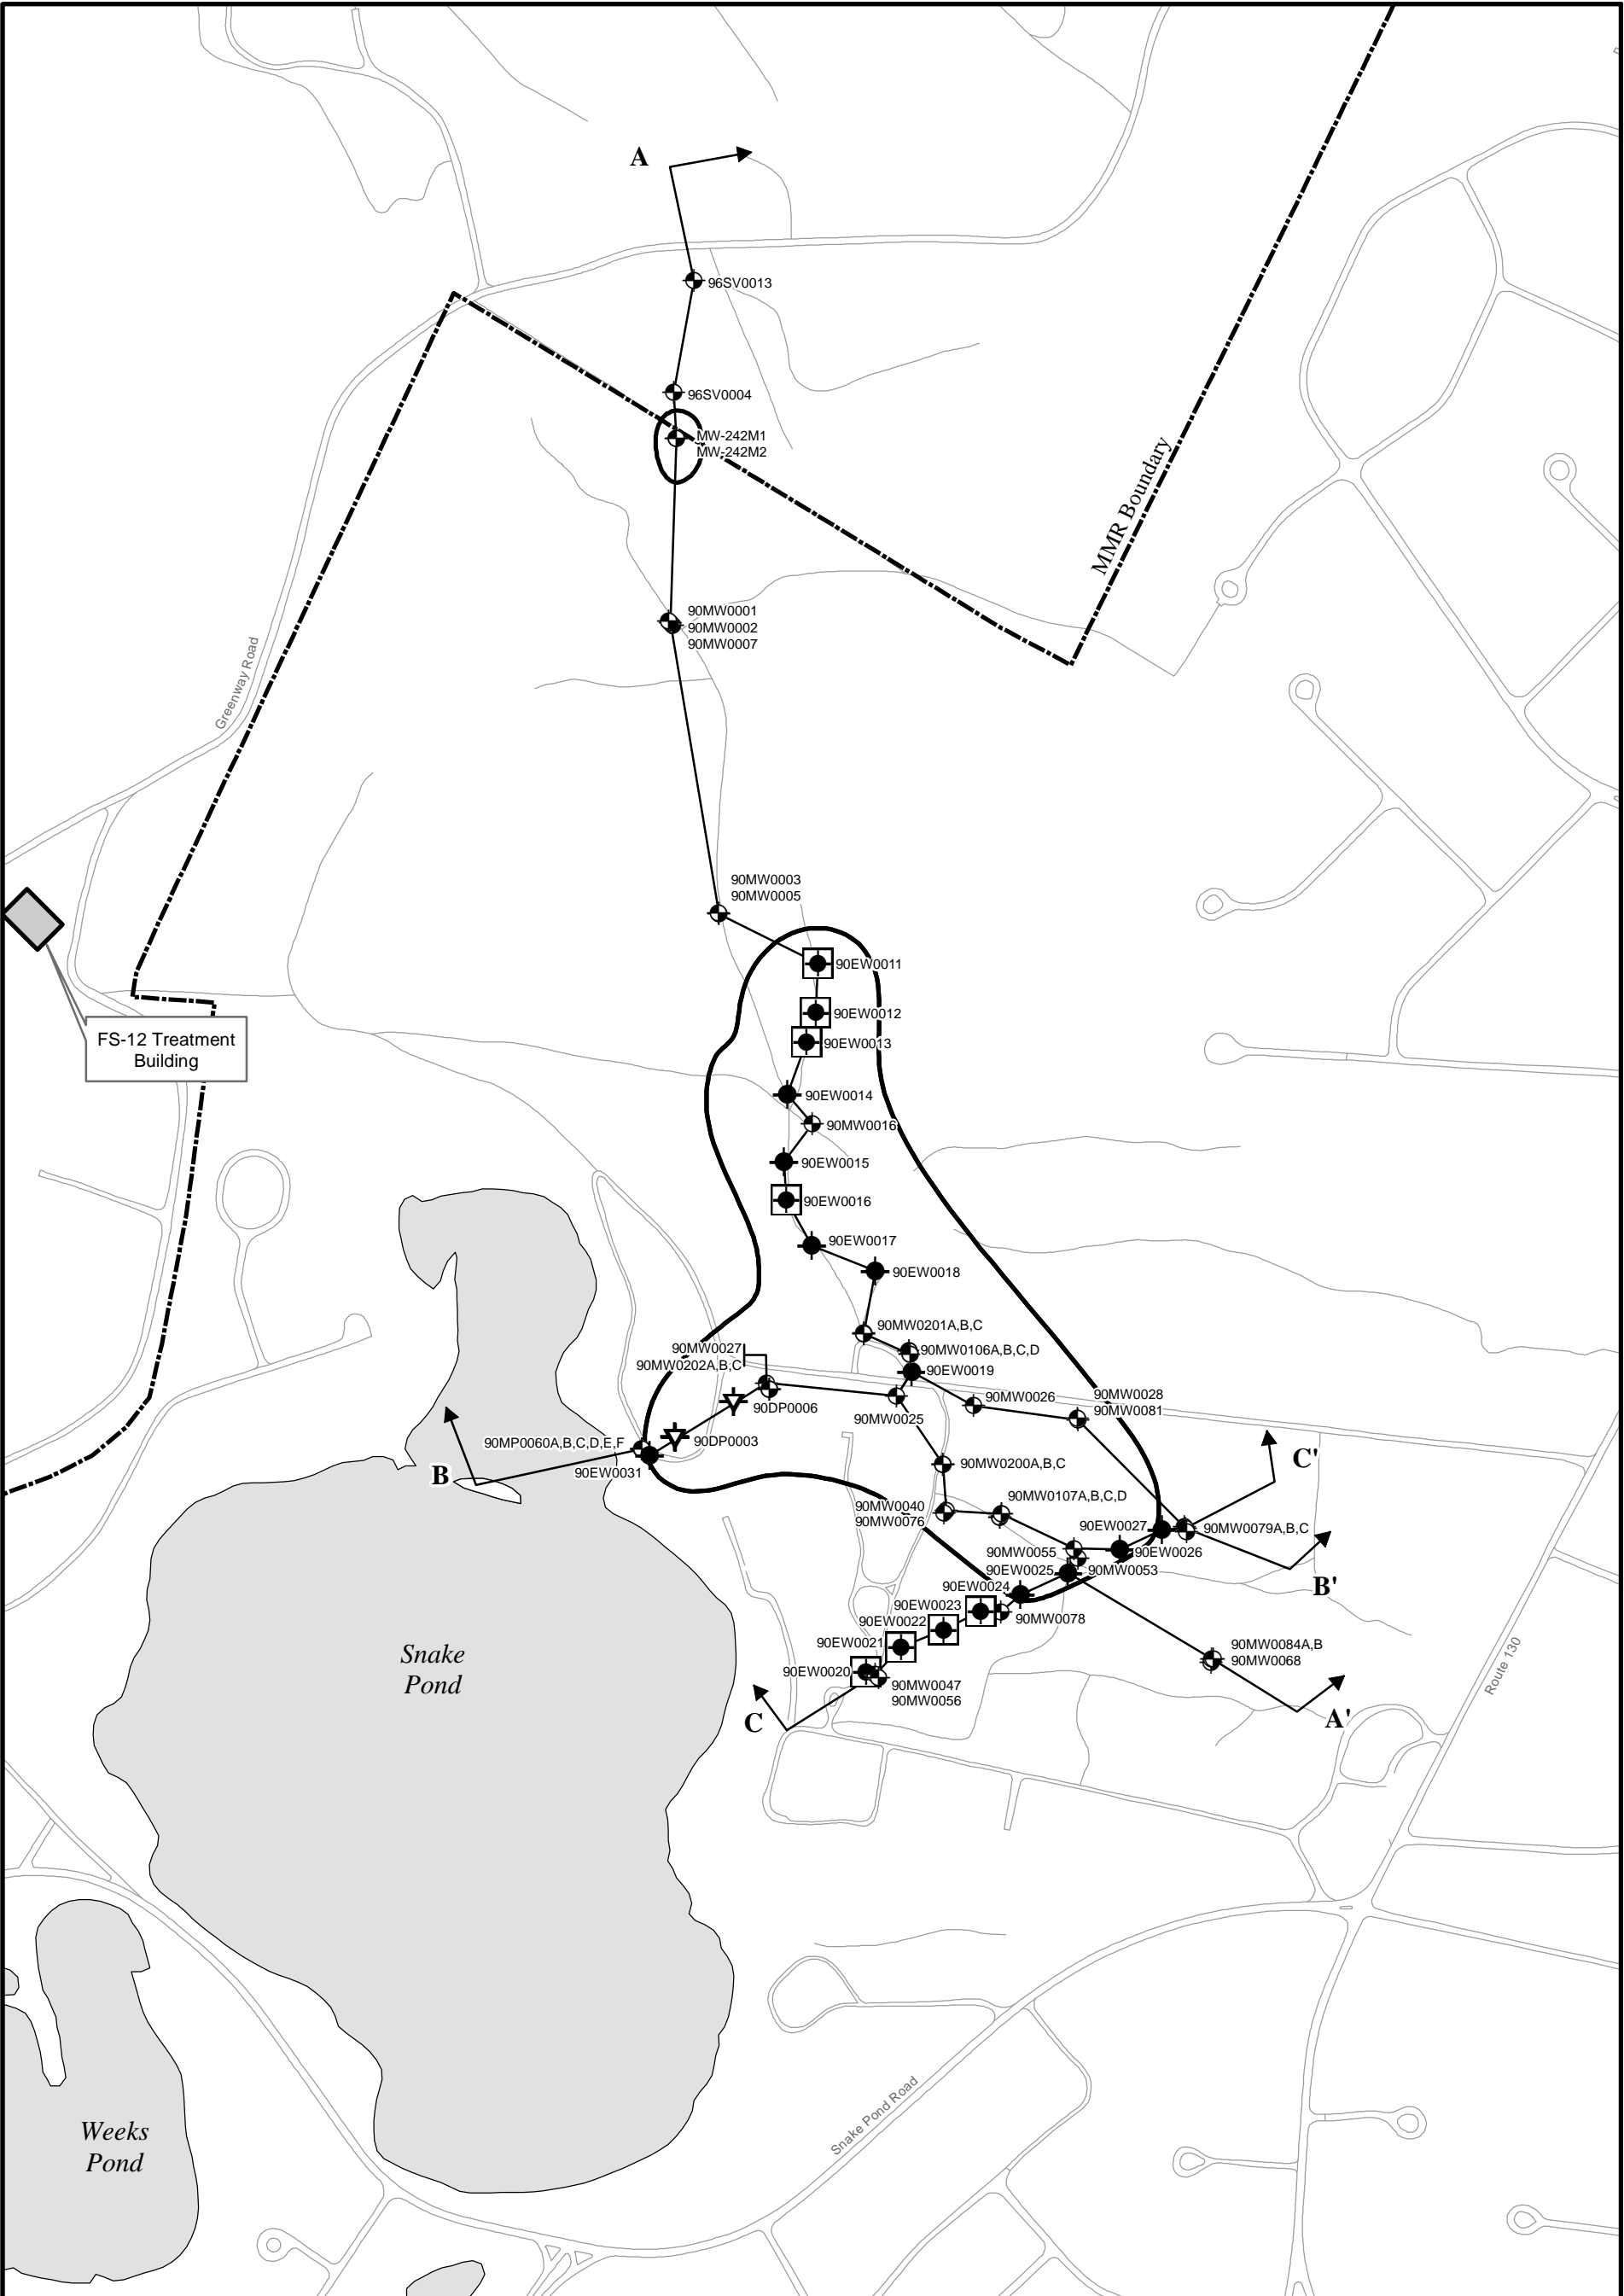 A
96SV0013
96SV0004
MW-242M1
MW-242M2
MMR Boundary
90MW0001
90MW0002
90MW0007
Greenway Road
90MW0003
90MW0005
90EW0011
90EW0012
90EW0013
FS-12 Treatment
Building
90EW0014
90MW0016
90EW0015
90EW0016
90EW0017
90EW0018
90MW0201A,B,C
90MW0027
90MW0202A,B,C
90MW0106A,B,C,D
90EW0019
90MW0026
90MW0028
90MW0081
90DP0006
90MW0025
90DP0003
90MP0060A,B,C,D,E,F
90EW0031
B
90MW0200A,B,C
C'
90MW0040
90MW0076
90MW0107A,B,C,D
90EW0027
90MW0079A,B,C
90MW0055
90EW0026
90EW0025
90MW0053
B'
90EW0024
90EW0023
90MW0078
90EW0022
90EW0021
90EW0020
90MW0047
90MW0056
90MW0084A,B
90MW0068
Snake
Pond
Route 130
C
A'
Snake Pond Road
Weeks
Pond